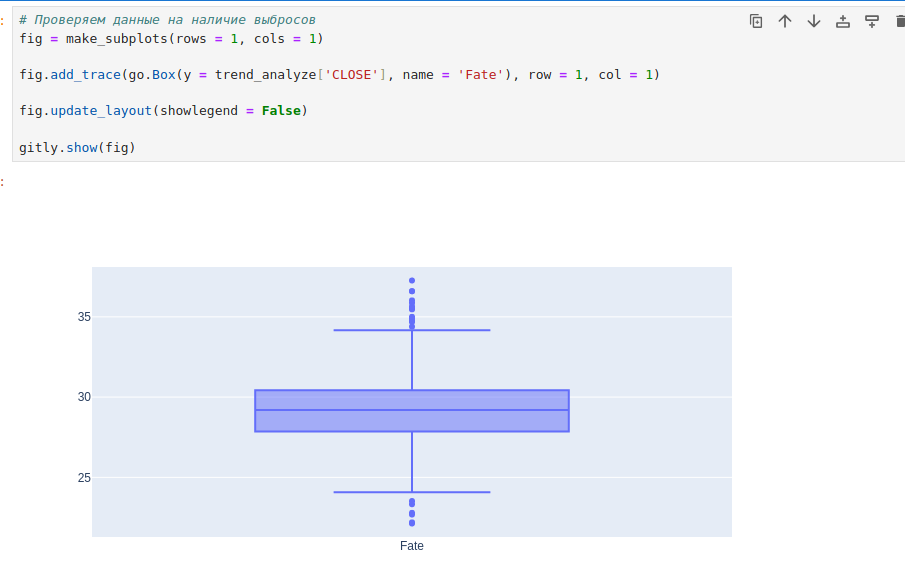 # Проверяем данные на наличие выбросов
fig = make_subplots(rows = 1, cols = 1)
fig.add_trace(go.Box(y = trend_analyze['CLOSE'], name = 'Fate'), row = 1, col = 1)
fig.update_layout(showlegend = False)
gitly.show(fig)
35
30
25
Fate